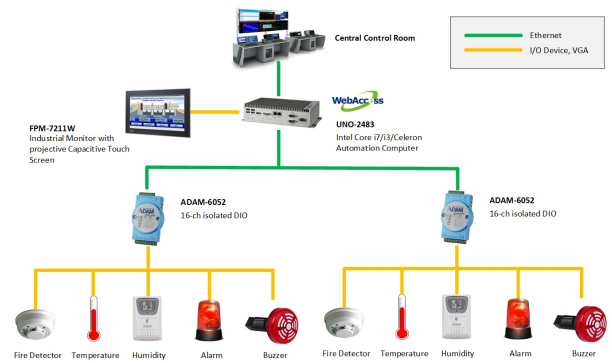 Central Control Room
Ethernet
I/O Device, VGA
WebAccess
FPM-7211W
Industrial Monitor with
projective Capacitive Touch
Screen
UNO-2483
Intel Core i7/i3/Celeron
Automation Computer
ADAM-6052
16-ch isolated DIO
ADAM-6052
16-ch isolated DIO
ADAM
ADAM
Fire Detector
Temperature
Humidity
Alarm
Buzzer
Fire Detector
Temperature
Humidity
Alarm
Buzzer